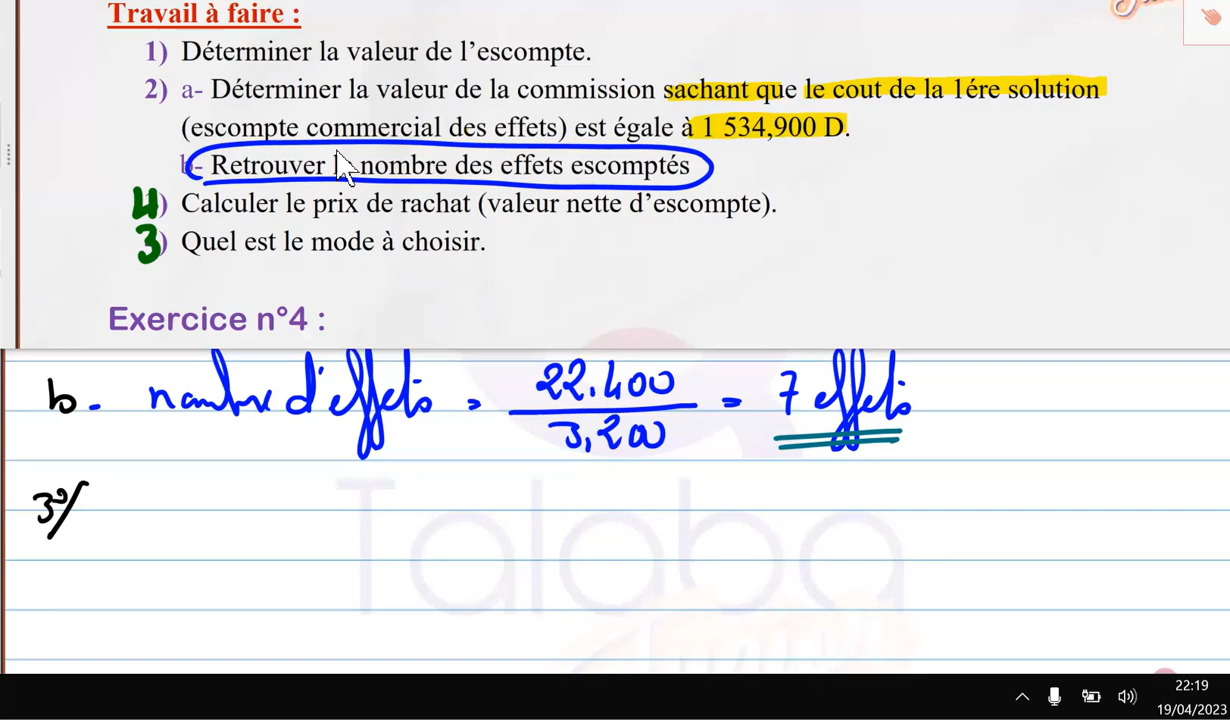 Travail à faire :
1) Déterminer la valeur de l'escompte.
2) a- Déterminer la valeur de la commission sachant que le cout de la 1ére solution
(escompte commercial des effets) est égale à 1 534,900 D.
b- Retrouver le nombre des effets escomptés
4) Calculer le prix de rachat (valeur nette d'escompte).
3) Quel est le mode à choisir.
Exercice n°4 :
b- nombre d'effets = 22.400 / 3,200 = 7 effets
3°/
Talaba
22:19
19/04/2023